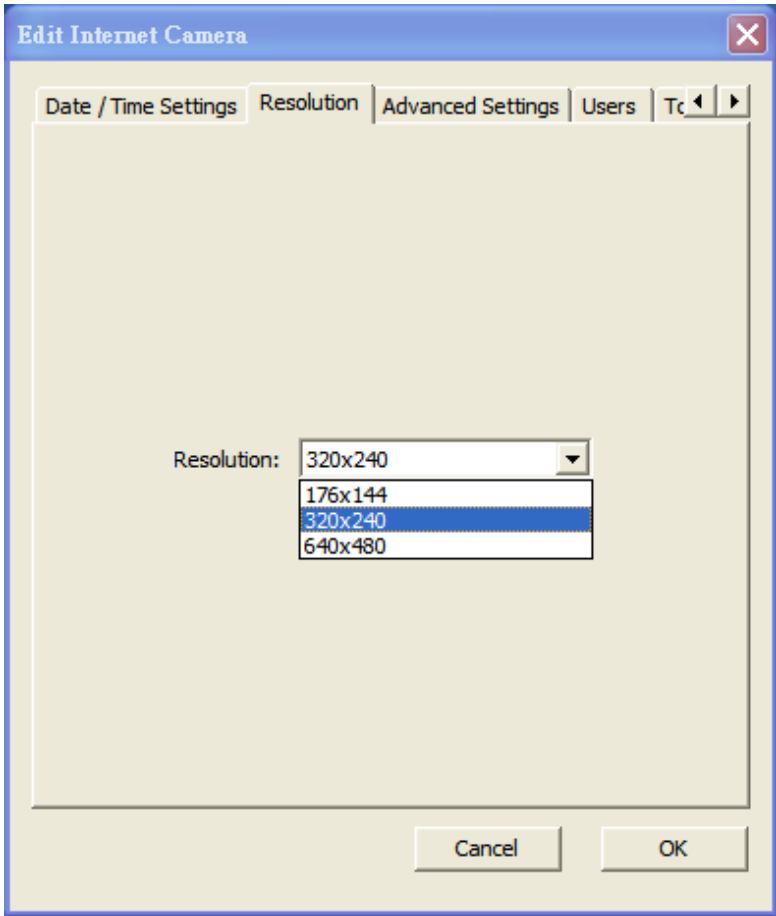 Edit Internet Camera
Date / Time Settings Resolution Advanced Settings Users
Resolution: 320x240
176x144
320x240
640x480
Cancel OK